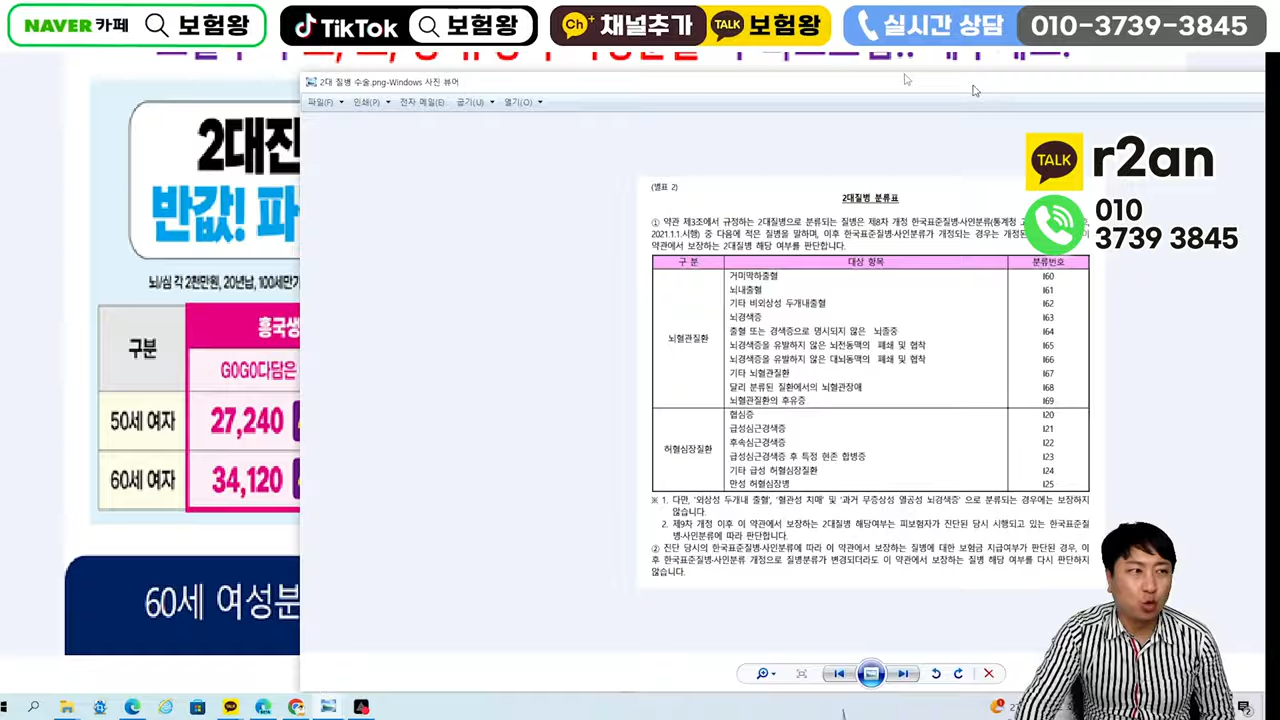 NAVER 카페 보험왕
TikTok 보험왕
Ch+ 채널추가 TALK 보험왕
실시간 상담 010-3739-3845
2대 질병 수술.png-Windows 사진 뷰어
파일(F) 인쇄(P) 전자 메일(E) 굽기(U) 열기(O)
TALK r2an
010
3739 3845
2대진
반값! 파
뇌/심 각 2천만원, 20년납, 100세만기
구분 흥국생
GOGO다담은
50세 여자 27,240
60세 여자 34,120
60세 여성분
(별표 2)
2대질병 분류표
① 약관 제3조에서 규정하는 2대질병으로 분류되는 질병은 제8차 개정 한국표준질병·사인분류(통계청
2021.1.1.시행) 중 다음에 적은 질병을 말하며, 이후 한국표준질병·사인분류가 개정되는 경우는 개정된
약관에서 보장하는 2대질병 해당 여부를 판단합니다.
구 분 대상 항목 분류번호
뇌혈관질환
거미막하출혈 I60
뇌내출혈 I61
기타 비외상성 두개내출혈 I62
뇌경색증 I63
출혈 또는 경색증으로 명시되지 않은 뇌졸중 I64
뇌경색증을 유발하지 않은 뇌전동맥의 폐쇄 및 협착 I65
뇌경색증을 유발하지 않은 대뇌동맥의 폐쇄 및 협착 I66
기타 뇌혈관질환 I67
달리 분류된 질환에서의 뇌혈관장애 I68
뇌혈관질환의 후유증 I69
허혈심장질환
협심증 I20
급성심근경색증 I21
후속심근경색증 I22
급성심근경색증 후 특정 현존 합병증 I23
기타 급성 허혈심장질환 I24
만성 허혈심장병 I25
※ 1. 다만, '외상성 두개내 출혈', '혈관성 치매' 및 '과거 무증상성 열공성 뇌경색증' 으로 분류되는 경우에는 보장하지
않습니다.
2. 제9차 개정 이후 이 약관에서 보장하는 2대질병 해당여부는 피보험자가 진단된 당시 시행되고 있는 한국표준질
병·사인분류에 따라 판단합니다.
② 진단 당시의 한국표준질병·사인분류에 따라 이 약관에서 보장하는 질병에 대한 보험금 지급여부가 판단된 경우, 이
후 한국표준질병·사인분류 개정으로 질병분류가 변경되더라도 이 약관에서 보장하는 질병 해당 여부를 다시 판단하지
않습니다.